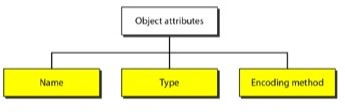 Object attributes
Name
Type
Encoding method